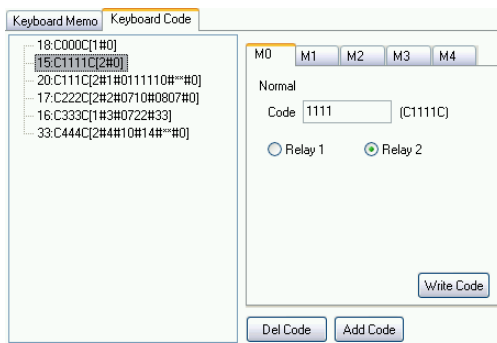 Keyboard Memo Keyboard Code
18:C000C[1#0]
15:C1111C[2#0]
20:C111C[2#1#0111110#**#0]
17:C222C[2#2#0710#0807#0]
16:C333C[1#3#0722#33]
33:C444C[2#4#10#14#**#0]
M0 M1 M2 M3 M4
Normal
Code 1111 (C1111C)
Relay 1 Relay 2
Write Code
Del Code Add Code